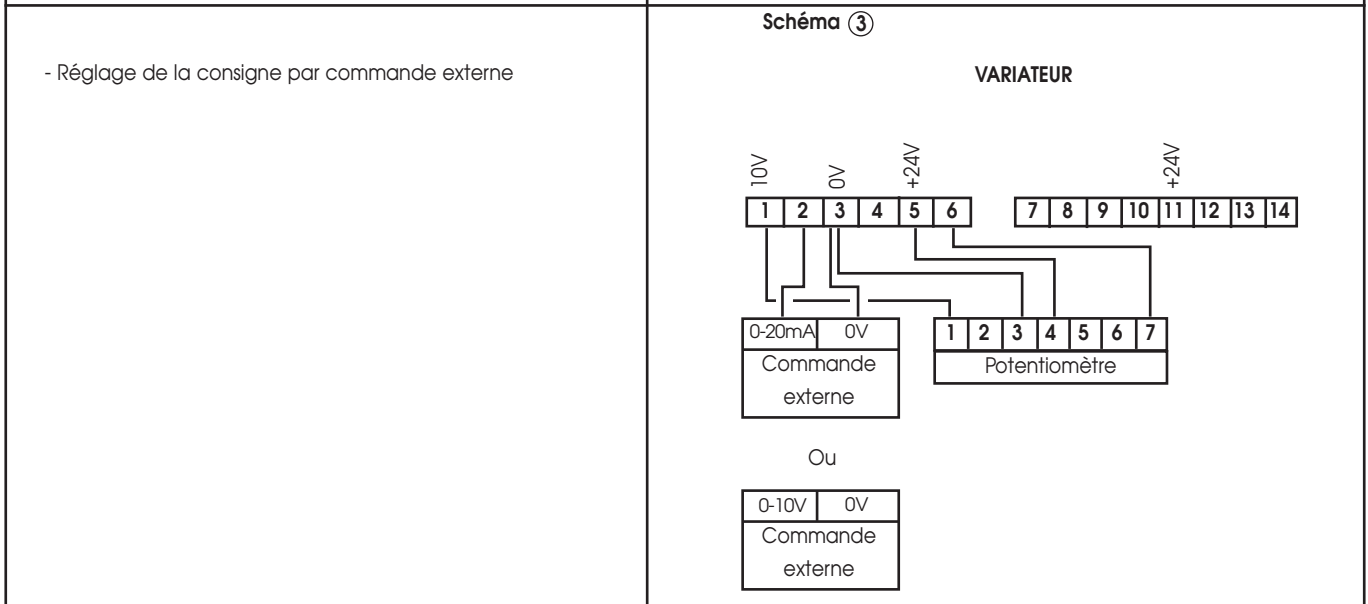 Schéma ③
- Réglage de la consigne par commande externe
VARIATEUR
10V 0V +24V +24V
1 2 3 4 5 6 7 8 9 10 11 12 13 14
0-20mA 0V 1 2 3 4 5 6 7
Commande Potentiomètre
externe
Ou
0-10V 0V
Commande
externe